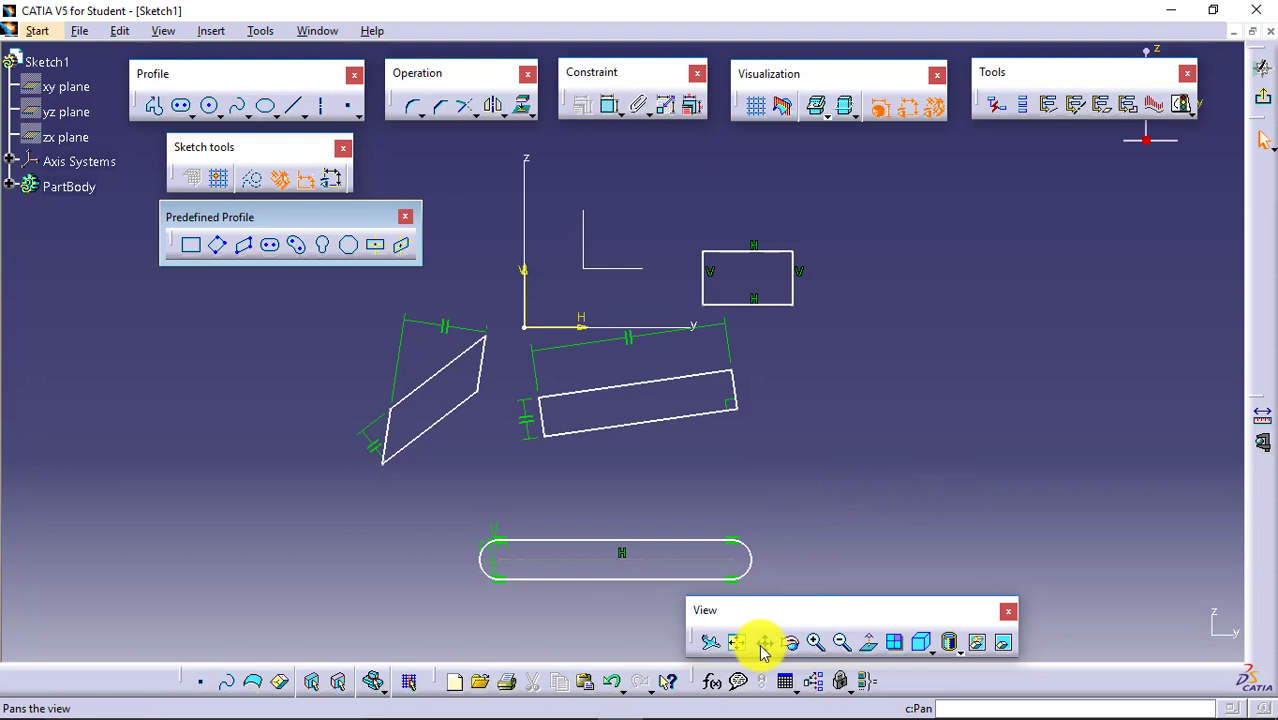 CATIA V5 for Student - [Sketch1]
Start File Edit View Insert Tools Window Help
Sketch1
xy plane
yz plane
zx plane
Axis Systems
PartBody
Profile
Operation
Constraint
Visualization
Tools
Sketch tools
Predefined Profile
z
y
z
V
H
y
H
V
V
H
H
H
View
f(x)
z
y
CATIA
Pans the view
c:Pan